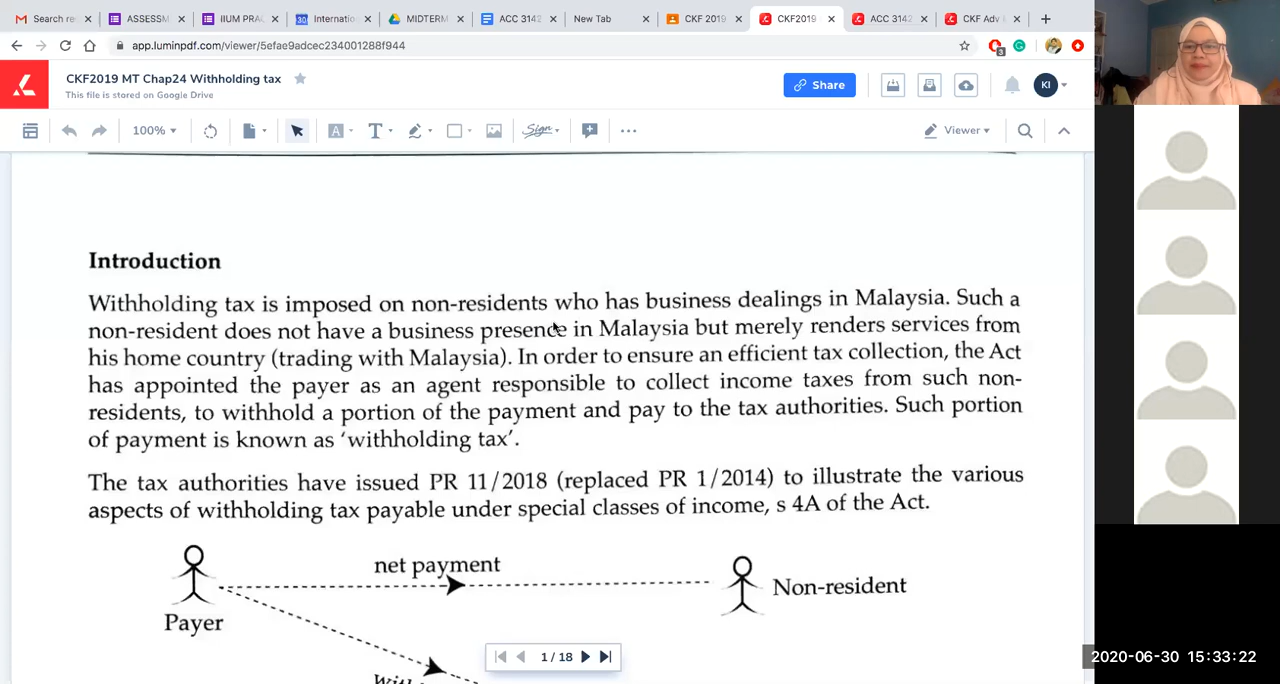 Search re
ASSESSM
IIUM PRA
Internatio
MIDTERM
ACC 3142
New Tab
CKF 2019
CKF2019
ACC 3142
CKF Adv
app.luminpdf.com/viewer/5efae9adcec234001288f944
CKF2019 MT Chap24 Withholding tax
This file is stored on Google Drive
Share
KI
100%
A
T
Sign
Viewer
Introduction
Withholding tax is imposed on non-residents who has business dealings in Malaysia. Such a
non-resident does not have a business presence in Malaysia but merely renders services from
his home country (trading with Malaysia). In order to ensure an efficient tax collection, the Act
has appointed the payer as an agent responsible to collect income taxes from such non-
residents, to withhold a portion of the payment and pay to the tax authorities. Such portion
of payment is known as ‘withholding tax’.
The tax authorities have issued PR 11/2018 (replaced PR 1/2014) to illustrate the various
aspects of withholding tax payable under special classes of income, s 4A of the Act.
net payment
Non-resident
Payer
1 / 18
2020-06-30 15:33:22